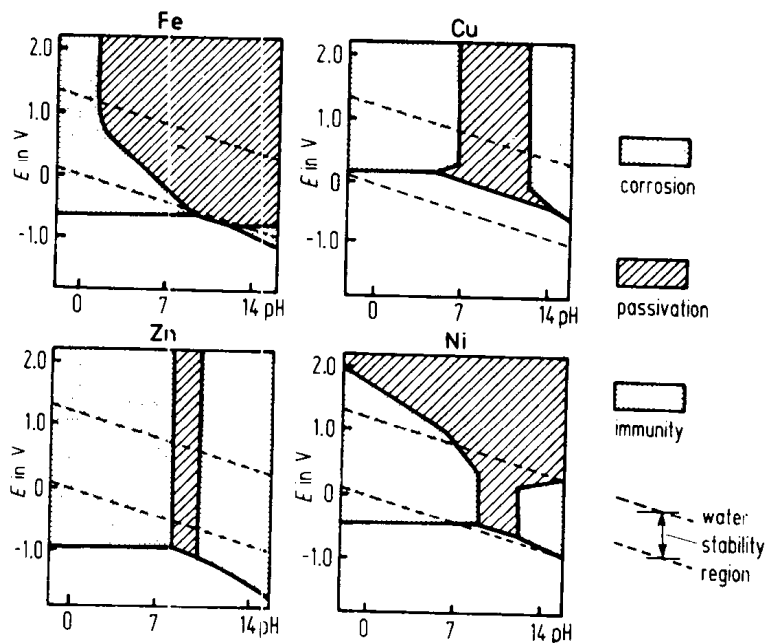 Fe
2.0
1.0
0
-1.0
E in V
0 7 14 pH
Cu
2.0
1.0
0
-1.0
E in V
0 7 14 pH
Zn
2.0
1.0
0
-1.0
E in V
0 7 14 pH
Ni
2.0
1.0
0
-1.0
E in V
0 7 14 pH
corrosion
passivation
immunity
water
stability
region